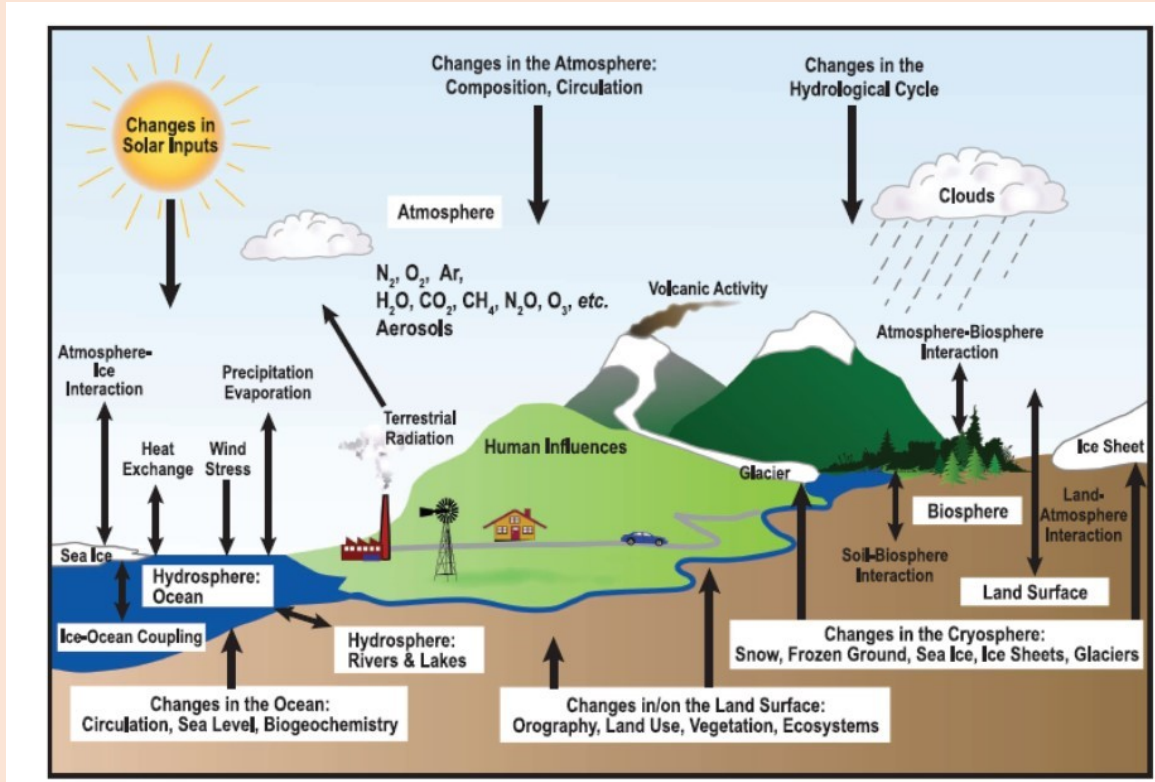 Changes in the Atmosphere:
Composition, Circulation
Changes in the
Hydrological Cycle
Changes in
Solar Inputs
Clouds
Atmosphere
N₂, O₂, Ar,
H₂O, CO₂, CH₄, N₂O, O₃, etc.
Aerosols
Volcanic Activity
Atmosphere-Biosphere
Interaction
Atmosphere-
Ice
Interaction
Precipitation
Evaporation
Terrestrial
Radiation
Heat
Exchange
Wind
Stress
Human Influences
Glacier
Ice Sheet
Biosphere
Land-
Atmosphere
Interaction
Soil-Biosphere
Interaction
Land Surface
Sea Ice
Hydrosphere:
Ocean
Ice-Ocean Coupling
Hydrosphere:
Rivers & Lakes
Changes in the Cryosphere:
Snow, Frozen Ground, Sea Ice, Ice Sheets, Glaciers
Changes in the Ocean:
Circulation, Sea Level, Biogeochemistry
Changes in/on the Land Surface:
Orography, Land Use, Vegetation, Ecosystems